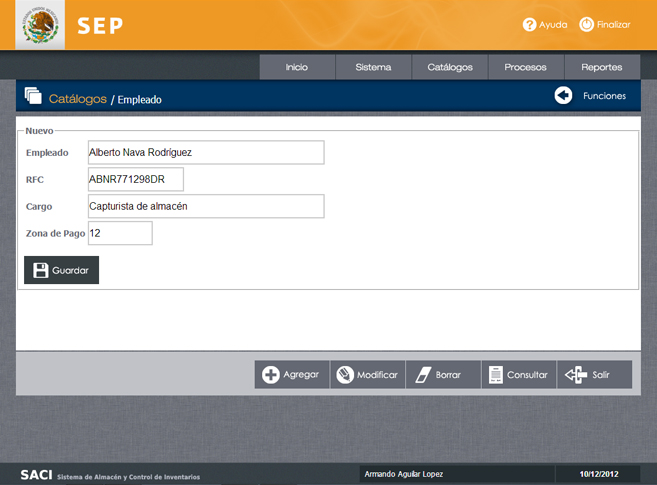 SEP
Ayuda Finalizar
Inicio Sistema Catálogos Procesos Reportes
Catálogos / Empleado Funciones
Nuevo
Empleado Alberto Nava Rodríguez
RFC ABNR771298DR
Cargo Capturista de almacén
Zona de Pago 12
Guardar
Agregar Modificar Borrar Consultar Salir
SACI Sistema de Almacén y Control de Inventarios Armando Aguilar Lopez 10/12/2012